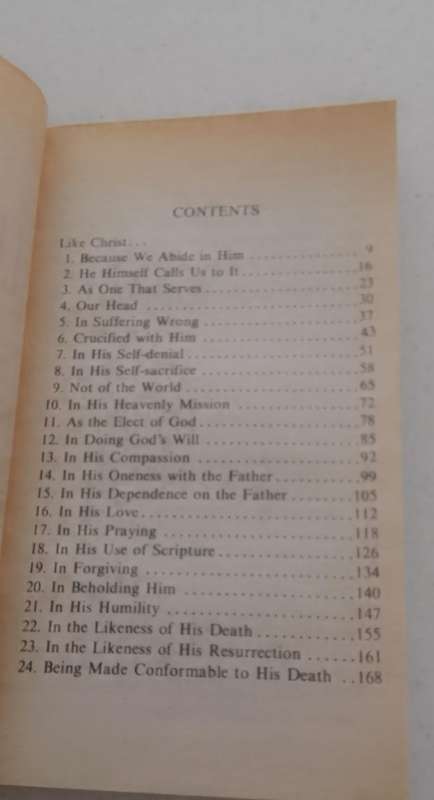 CONTENTS
Like Christ...
1. Because We Abide in Him ................ 9
2. He Himself Calls Us to It ................ 16
3. As One That Serves ................ 23
4. Our Head ................ 30
5. In Suffering Wrong ................ 37
6. Crucified with Him ................ 43
7. In His Self-denial ................ 51
8. In His Self-sacrifice ................ 58
9. Not of the World ................ 65
10. In His Heavenly Mission ................ 72
11. As the Elect of God ................ 78
12. In Doing God's Will ................ 85
13. In His Compassion ................ 92
14. In His Oneness with the Father ............ 99
15. In His Dependence on the Father ......... 105
16. In His Love ................ 112
17. In His Praying ................ 118
18. In His Use of Scripture ................ 126
19. In Forgiving ................ 134
20. In Beholding Him ................ 140
21. In His Humility ................ 147
22. In the Likeness of His Death ............. 155
23. In the Likeness of His Resurrection ...... 161
24. Being Made Conformable to His Death .. 168